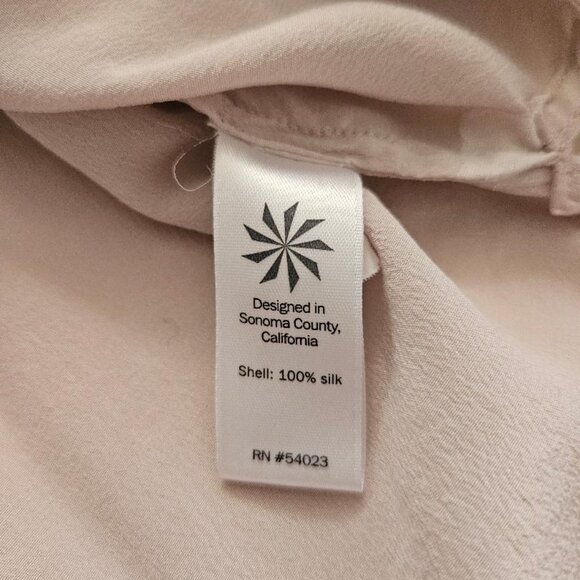 Designed in
Sonoma County,
California
Shell: 100% silk
RN #54023